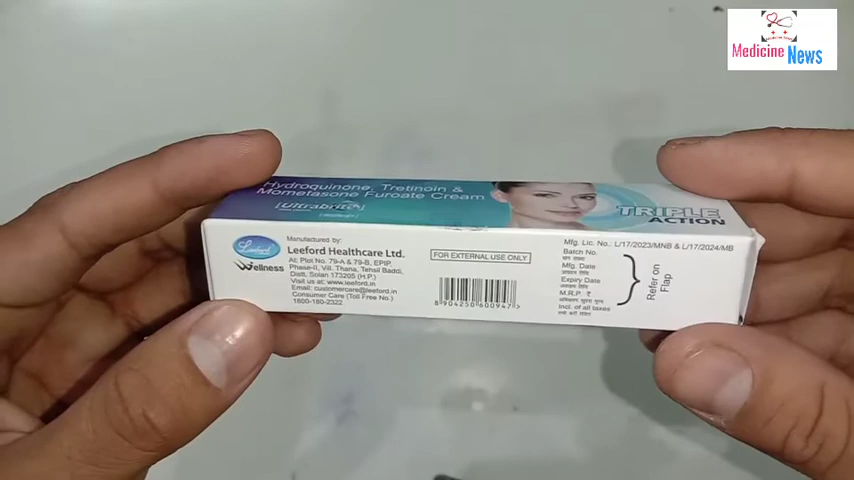 Medicine
News
Hydroquinone, Tretinoin &
Mometasone Furoate Cream
[Ultrabrite]
TRIPLE
ACTION
Leeford
Wellness
Manufactured by:
Leeford Healthcare Ltd.
At: Plot No. 79-A & 79-B, EPIP,
Phase-II, Vill. Thana, Tehsil Baddi,
Distt. Solan 173205 (H.P.)
Visit us at: www.leeford.in
Email: customercare@leeford.in
Consumer Care (Toll Free No.)
1800-180-2322
FOR EXTERNAL USE ONLY
8 904250 600947 >
Mfg. Lic. No. : L/17/2023/MNB & L/17/2024/MB
Batch No.
Mfg. Date
Expiry Date
M.R.P. ₹
Incl. of all taxes
Refer on
Flap